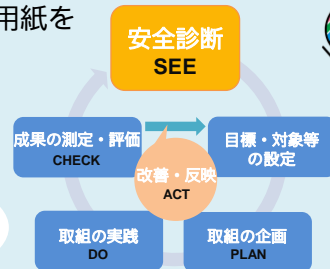 用紙を
安全診断
SEE
成果の測定・評価
CHECK
目標・対象等
の設定
改善・反映
ACT
取組の実践
DO
取組の企画
PLAN